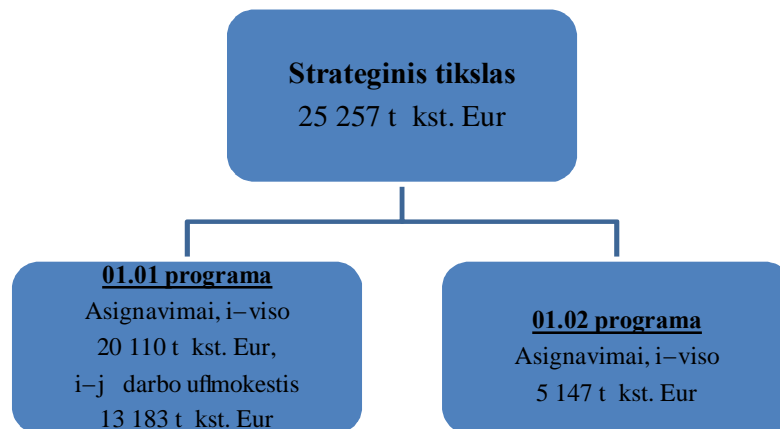 Strateginis tikslas
25 257 t kst. Eur
01.01 programa
Asignavimai, i−viso
20 110 t kst. Eur,
i−j darbo uflmokestis
13 183 t kst. Eur
01.02 programa
Asignavimai, i−viso
5 147 t kst. Eur